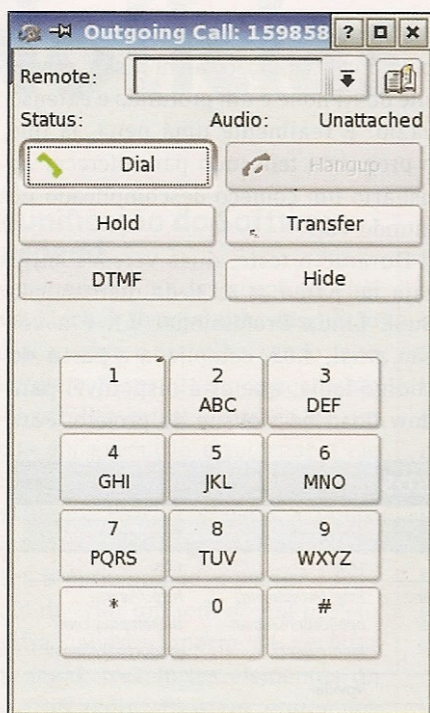 Outgoing Call: 159858 ?
Remote:
Status: Audio: Unattached
Dial Hangup
Hold Transfer
DTMF Hide
1 2 3
ABC DEF
4 5 6
GHI JKL MNO
7 8 9
PQRS TUV WXYZ
* 0 #